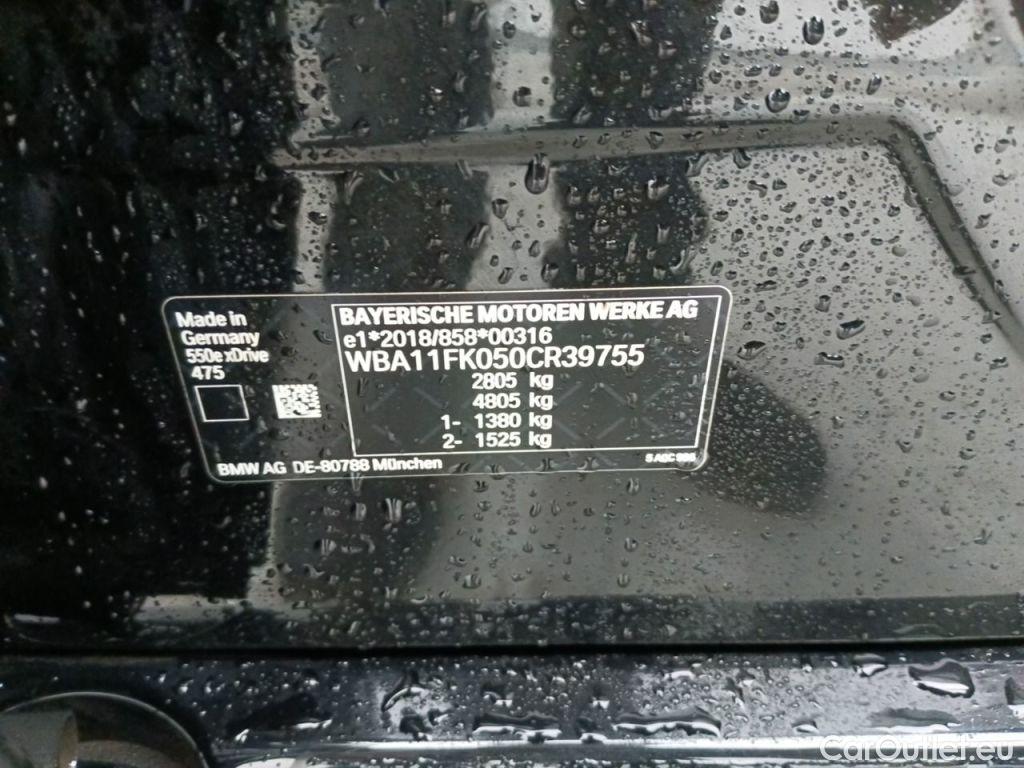 Made in
Germany
550e xDrive
475
BAYERISCHE MOTOREN WERKE AG
e1*2018/858*00316
WBA11FK050CR39755
2805 kg
4805 kg
1- 1380 kg
2- 1525 kg
BMW AG DE-80788 München
CarOutlet.eu